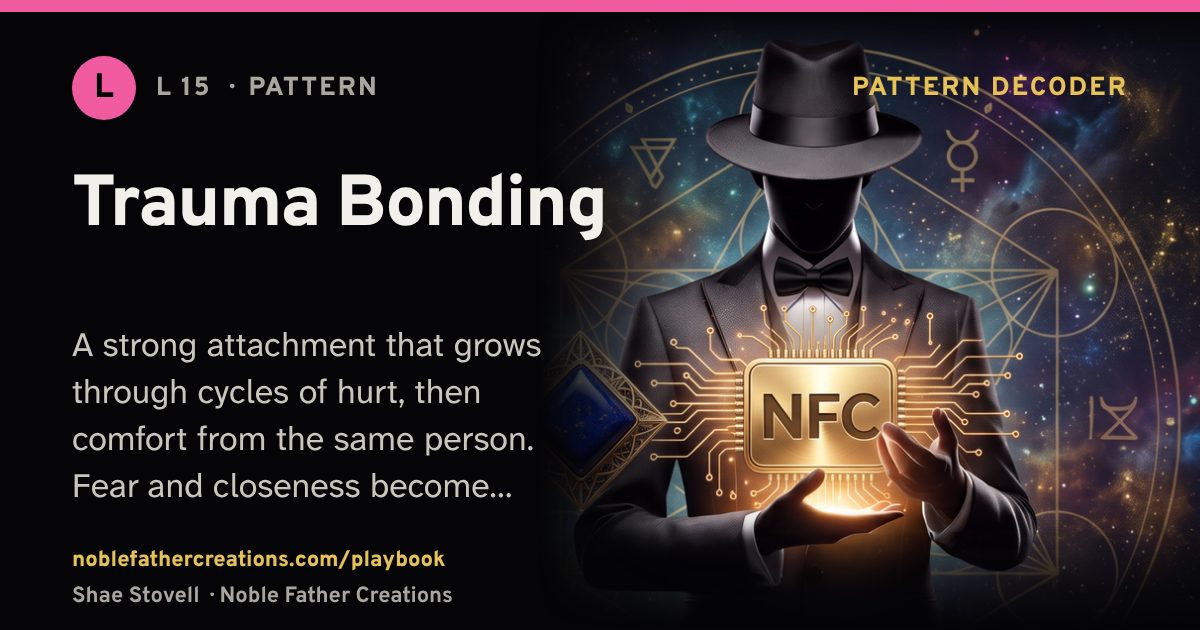 L
L 15 · PATTERN
PATTERN DECODER
Trauma Bonding
A strong attachment that grows
through cycles of hurt, then
comfort from the same person.
Fear and closeness become...
NFC
noblefathercreations.com/playbook
Shae Stovell · Noble Father Creations